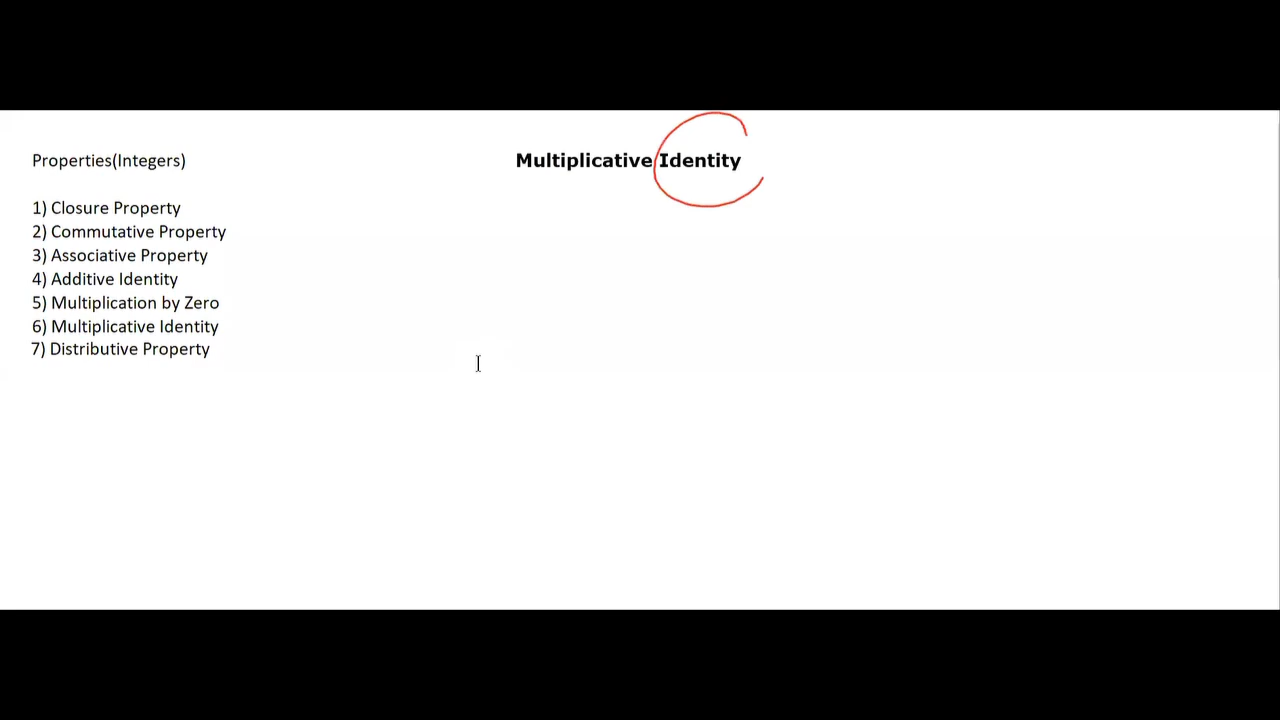 Properties(Integers)
Multiplicative Identity
1) Closure Property
2) Commutative Property
3) Associative Property
4) Additive Identity
5) Multiplication by Zero
6) Multiplicative Identity
7) Distributive Property